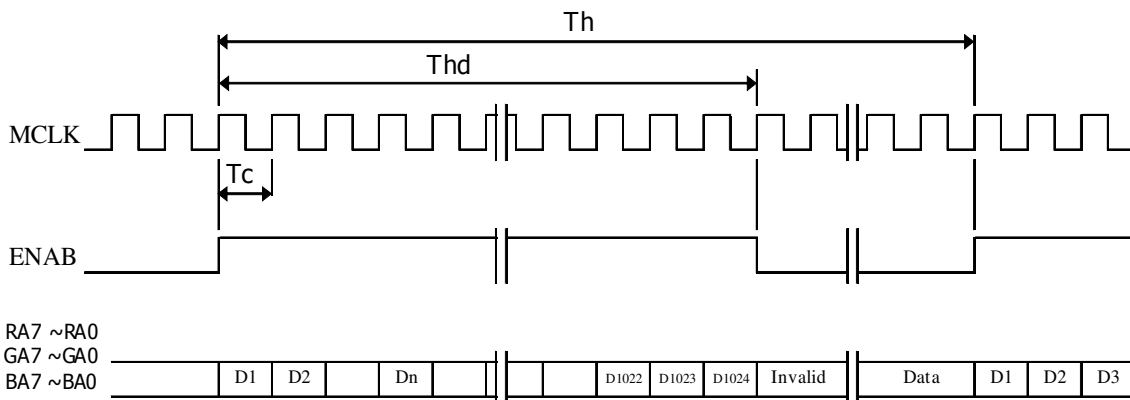 Th
Thd
MCLK
Tc
ENAB
RA7 ~RA0
GA7 ~GA0
BA7 ~BA0 D1 D2 Dn D1022 D1023 D1024 Invalid Data D1 D2 D3